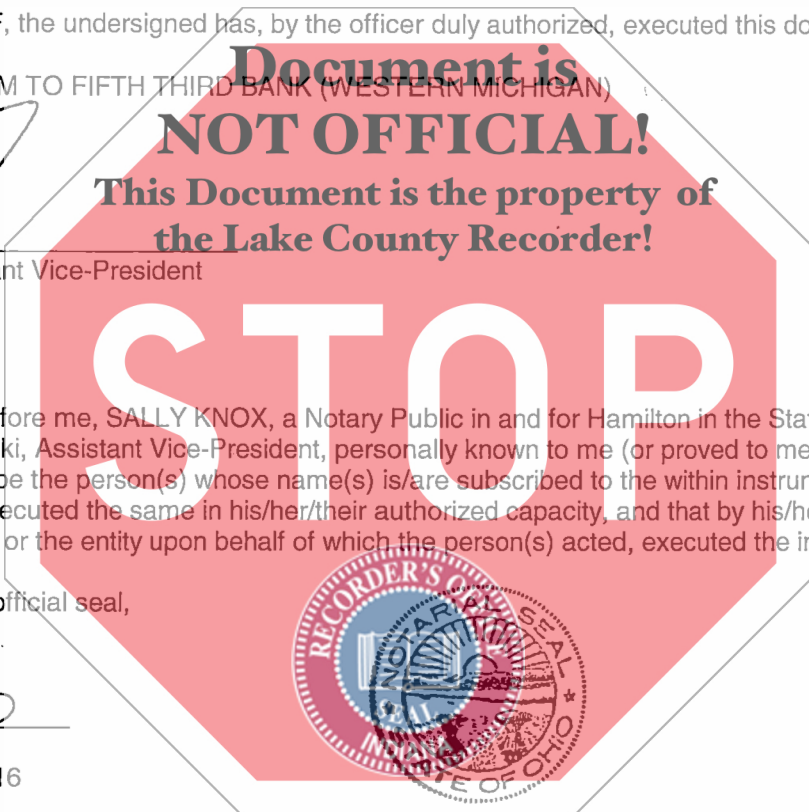 , the undersigned has, by the officer duly authorized, executed this do
Document is
M TO FIFTH THIRD BANK (WESTERN MICHIGAN)
NOT OFFICIAL!
This Document is the property of
the Lake County Recorder!
nt Vice-President
STOP
fore me, SALLY KNOX, a Notary Public in and for Hamilton in the Stat
ki, Assistant Vice-President, personally known to me (or proved to me
be the person(s) whose name(s) is/are subscribed to the within instrun
ecuted the same in his/her/their authorized capacity, and that by his/he
or the entity upon behalf of which the person(s) acted, executed the in
official seal,
RECORDER'S OFFICE
SEAL
INDIANA
NOTARIAL SEAL
STATE OF OHIO
6